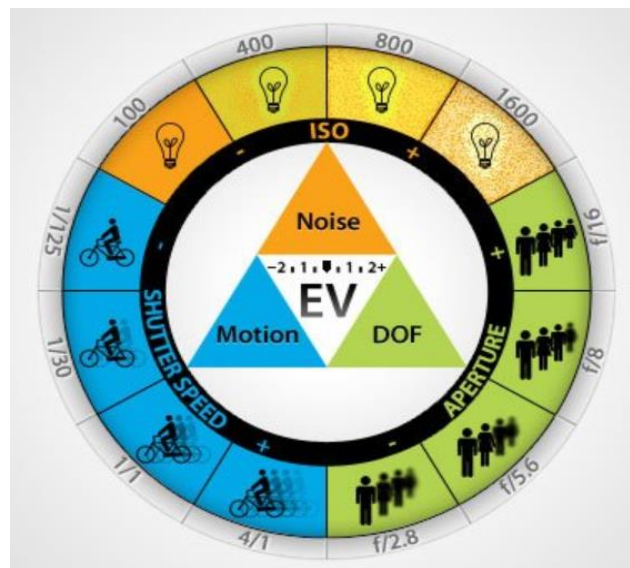 400
800
100
1600
ISO
-
+
1/125
f/16
-
+
Noise
-2 1 1 2+
EV
Motion
DOF
SHUTTER SPEED
APERTURE
1/30
f/8
1/1
f/5.6
+
-
4/1
f/2.8